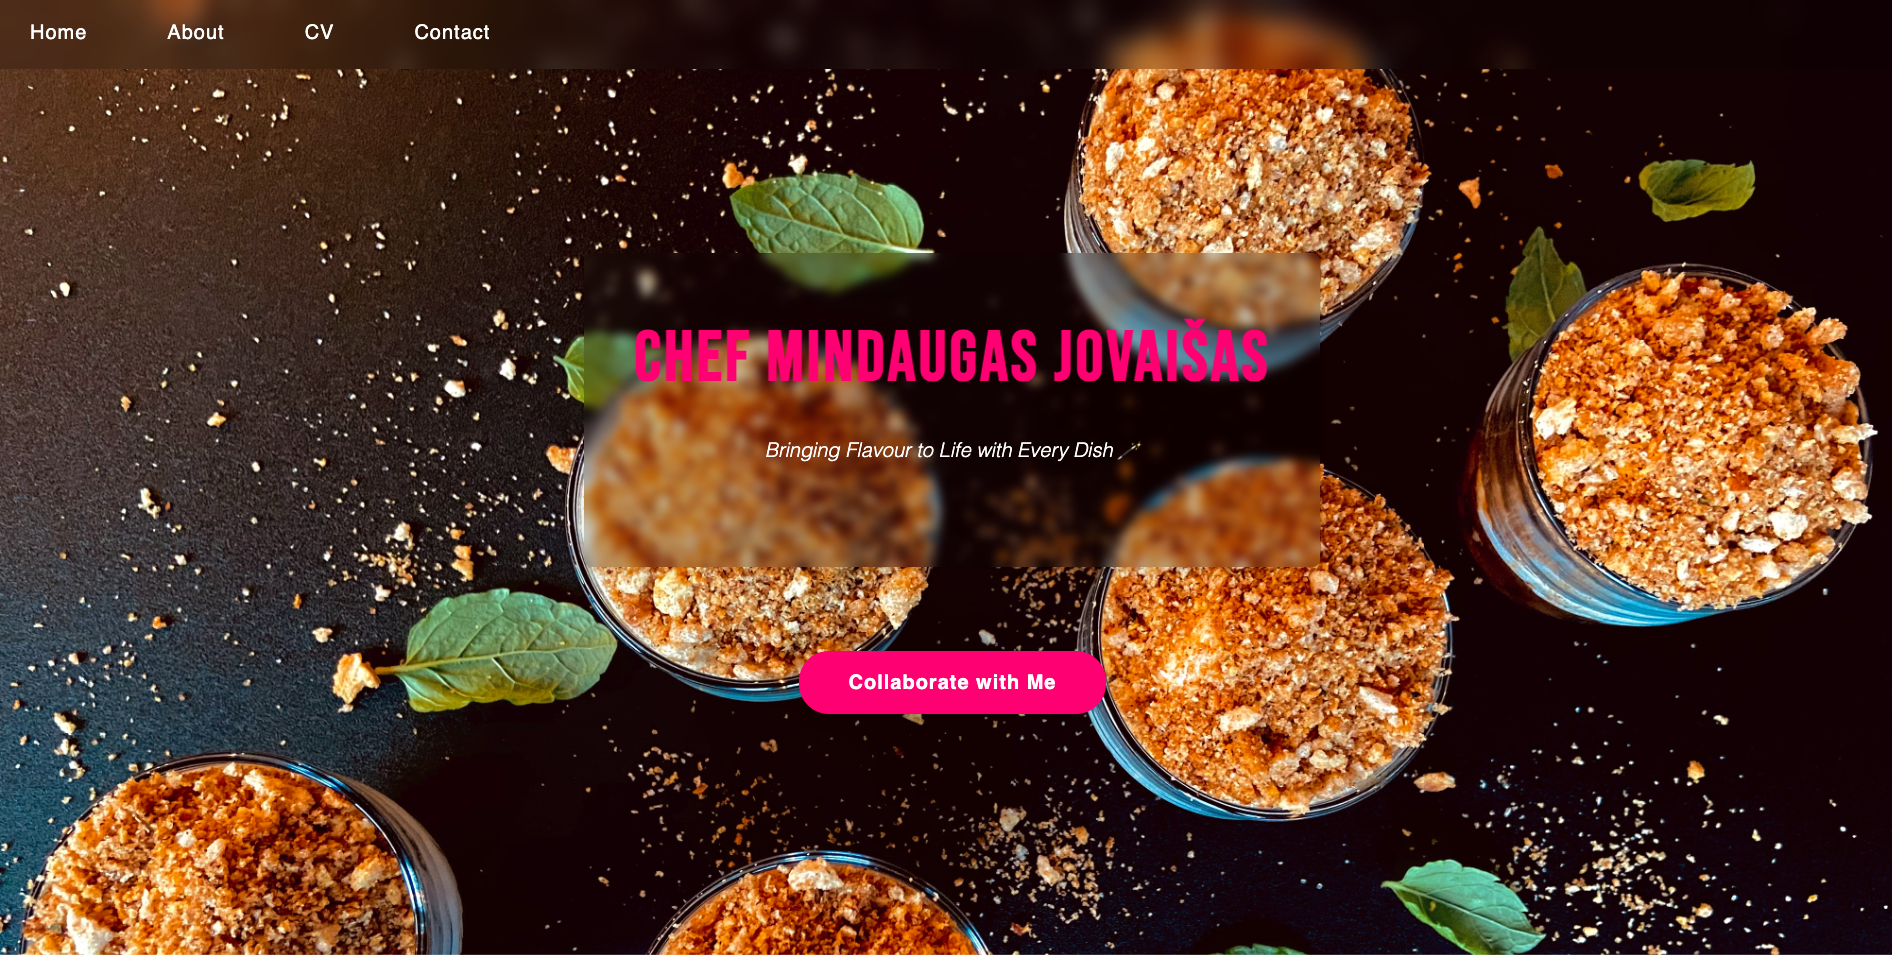 Home
About
CV
Contact
CHEF MINDAUGAS JOVAIŠAS
Bringing Flavour to Life with Every Dish
Collaborate with Me